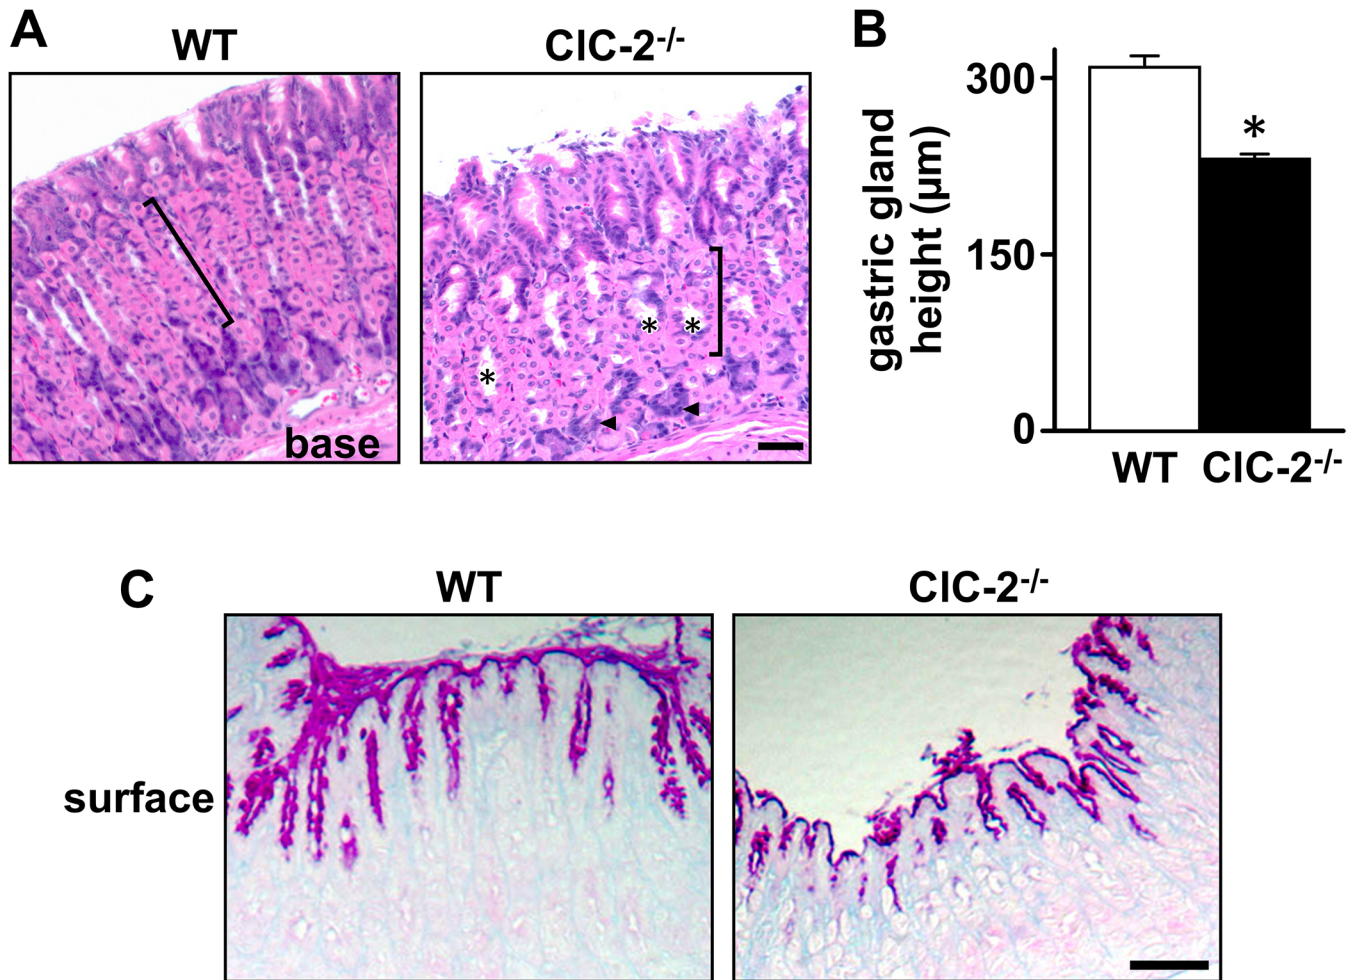 A
WT
ClC-2-/-
base
*
*
*
B
gastric gland
height (µm)
300
150
0
*
WT
ClC-2-/-
C
WT
ClC-2-/-
surface